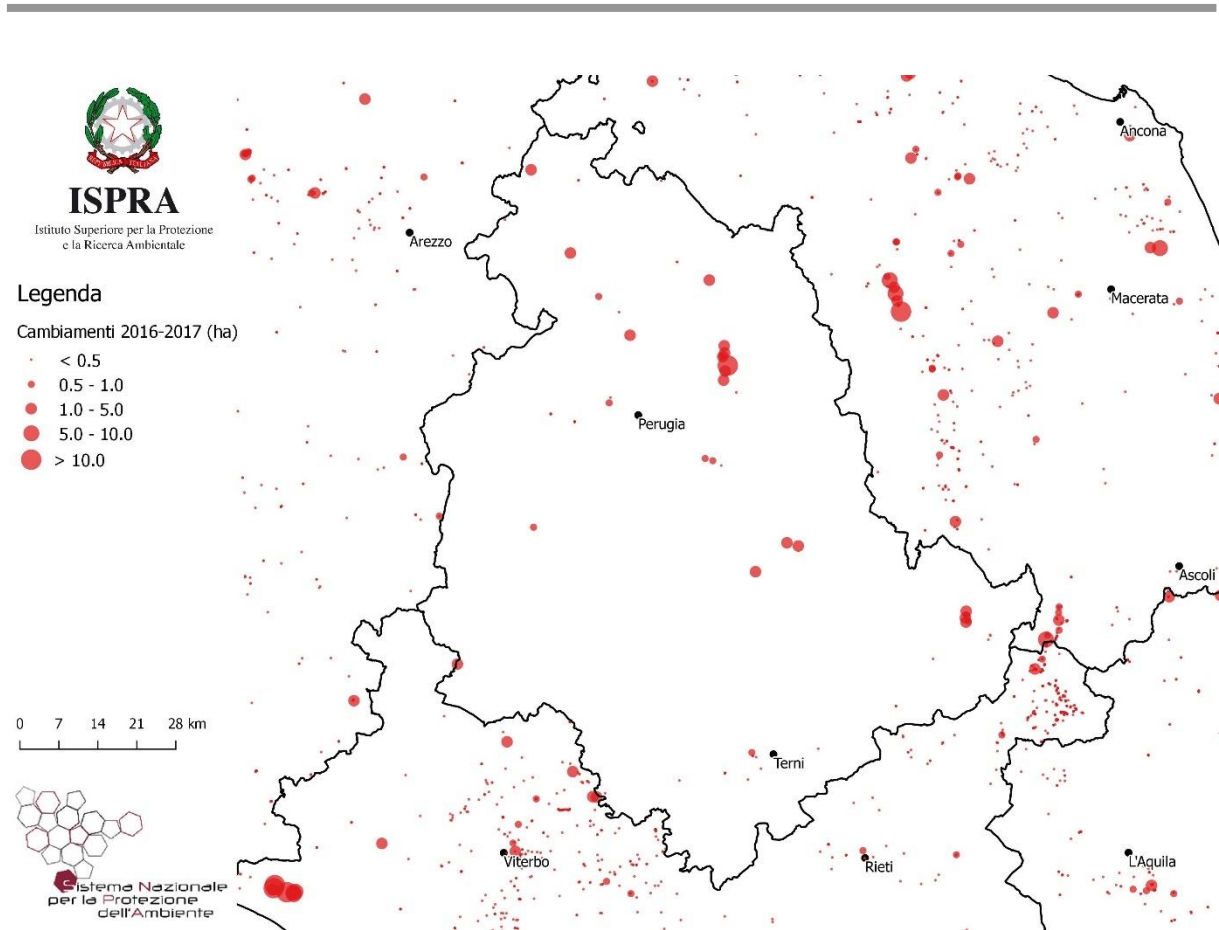 REPVBBLICA ITALIANA
ISPRA
Istituto Superiore per la Protezione
e la Ricerca Ambientale
Legenda
Cambiamenti 2016-2017 (ha)
< 0.5
0.5 - 1.0
1.0 - 5.0
5.0 - 10.0
> 10.0
0 7 14 21 28 km
Sistema Nazionale
per la Protezione
dell'Ambiente
Ancona
Arezzo
Macerata
Perugia
Ascoli
Terni
Viterbo
Rieti
L'Aquila